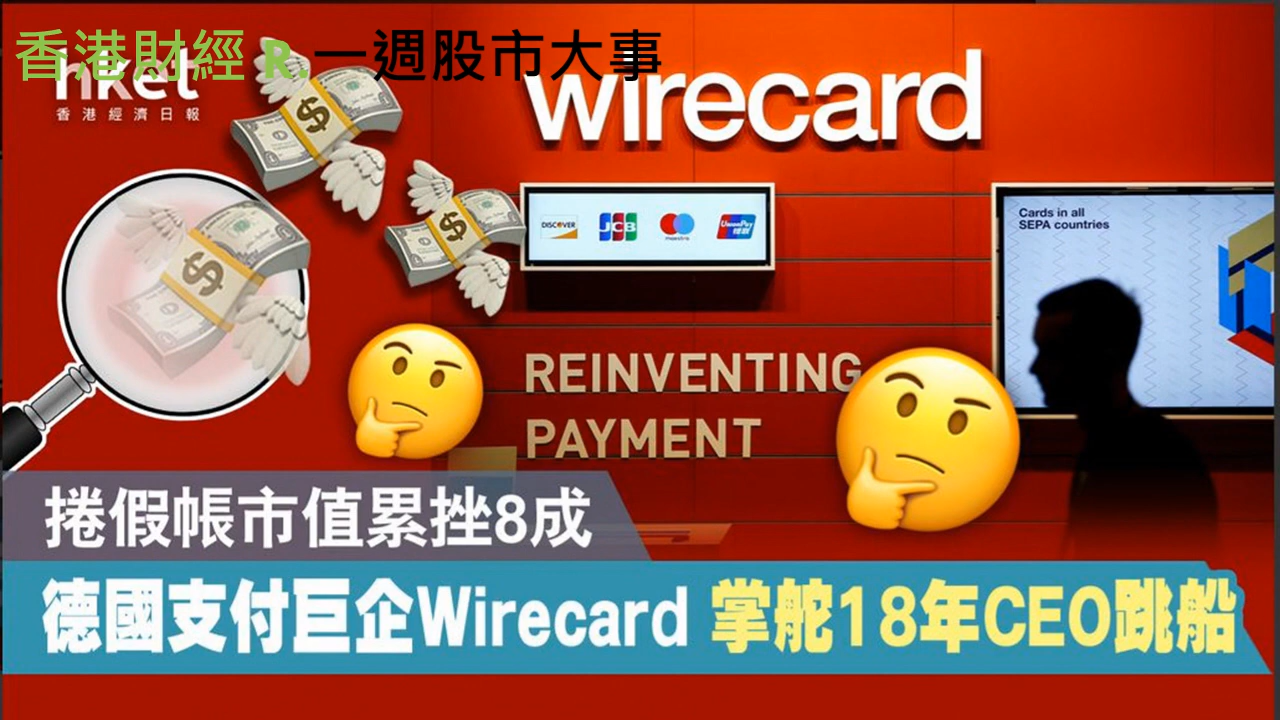 香港財經 R.一週股市大事
hket
香港經濟日報
wirecard
DISCOVER
JCB
maestro
UnionPay
银联
Cards in all
SEPA countries
REINVENTING
PAYMENT
捲假帳市值累挫8成
德國支付巨企Wirecard 掌舵18年CEO跳船